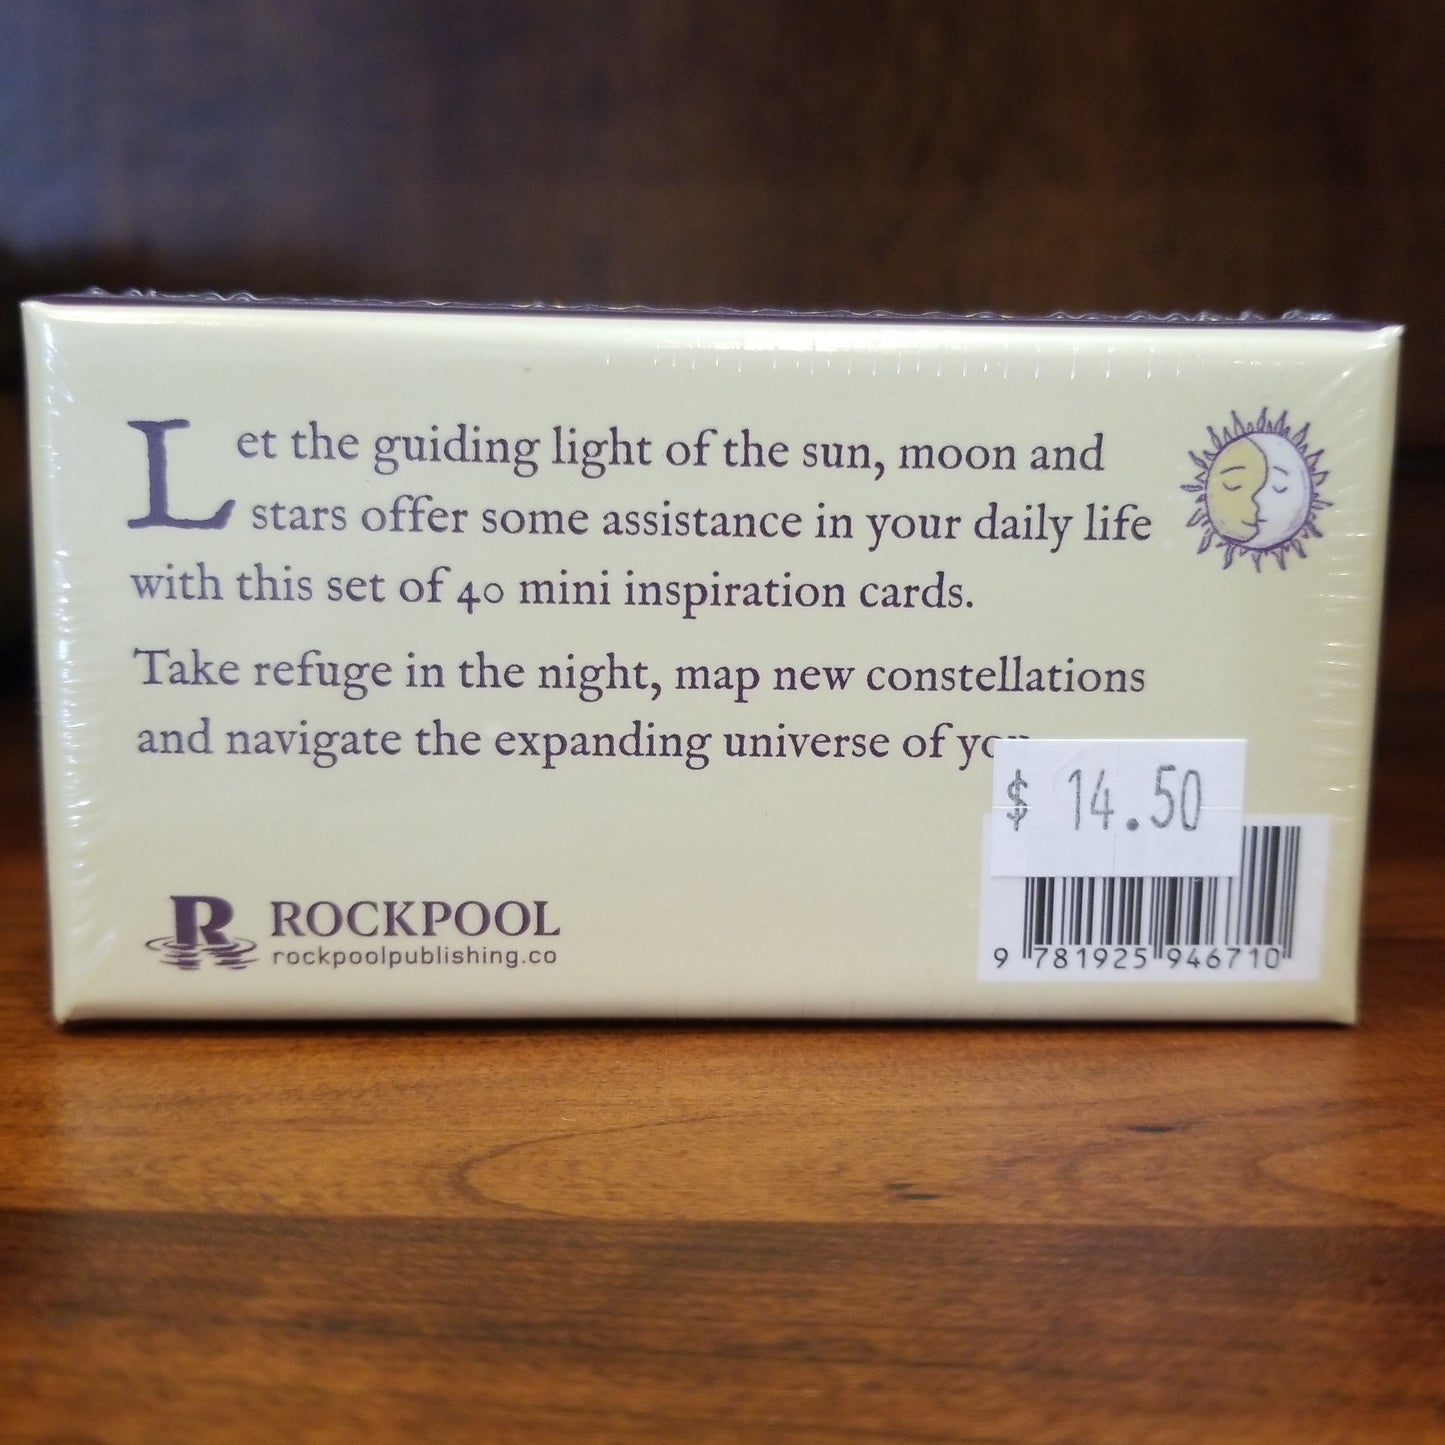 Let the guiding light of the sun, moon and
stars offer some assistance in your daily life
with this set of 40 mini inspiration cards.
Take refuge in the night, map new constellations
and navigate the expanding universe of
$ 14.50
R ROCKPOOL
rockpoolpublishing.co
9 781925 946710